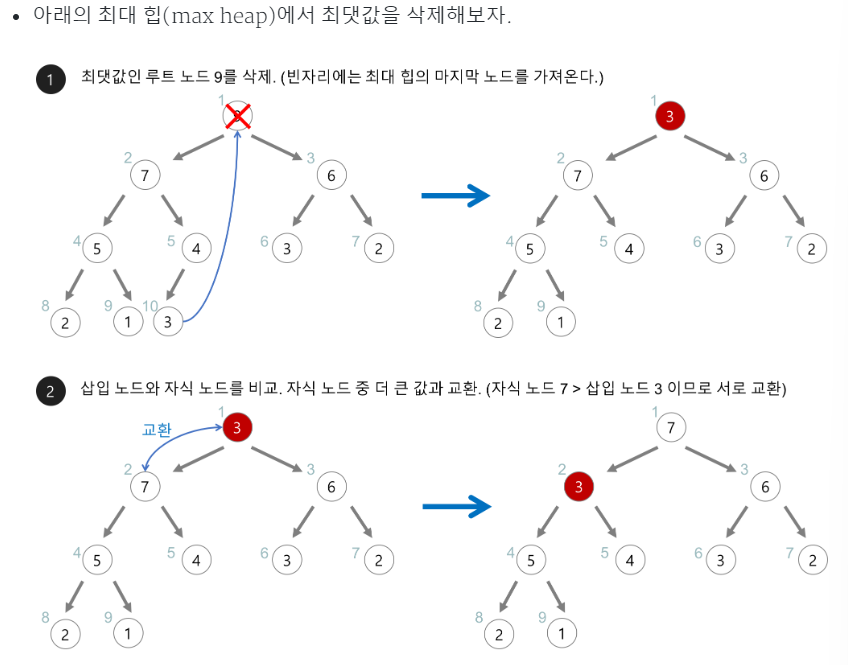 • 아래의 최대 힙(max heap)에서 최댓값을 삭제해보자.
1 최댓값인 루트 노드 9를 삭제. (빈자리에는 최대 힙의 마지막 노드를 가져온다.)
1 1
3
2 3 2 3
7 6 7 6
4 5 6 7 4 5 6 7
5 4 3 2 5 4 3 2
8 9 10 8 9
2 1 3 2 1
2 삽입 노드와 자식 노드를 비교. 자식 노드 중 더 큰 값과 교환. (자식 노드 7 > 삽입 노드 3 이므로 서로 교환)
1 1
교환 3 7
2 3 2 3
7 6 3 6
4 5 6 7 4 5 6 7
5 4 3 2 5 4 3 2
8 9 8 9
2 1 2 1